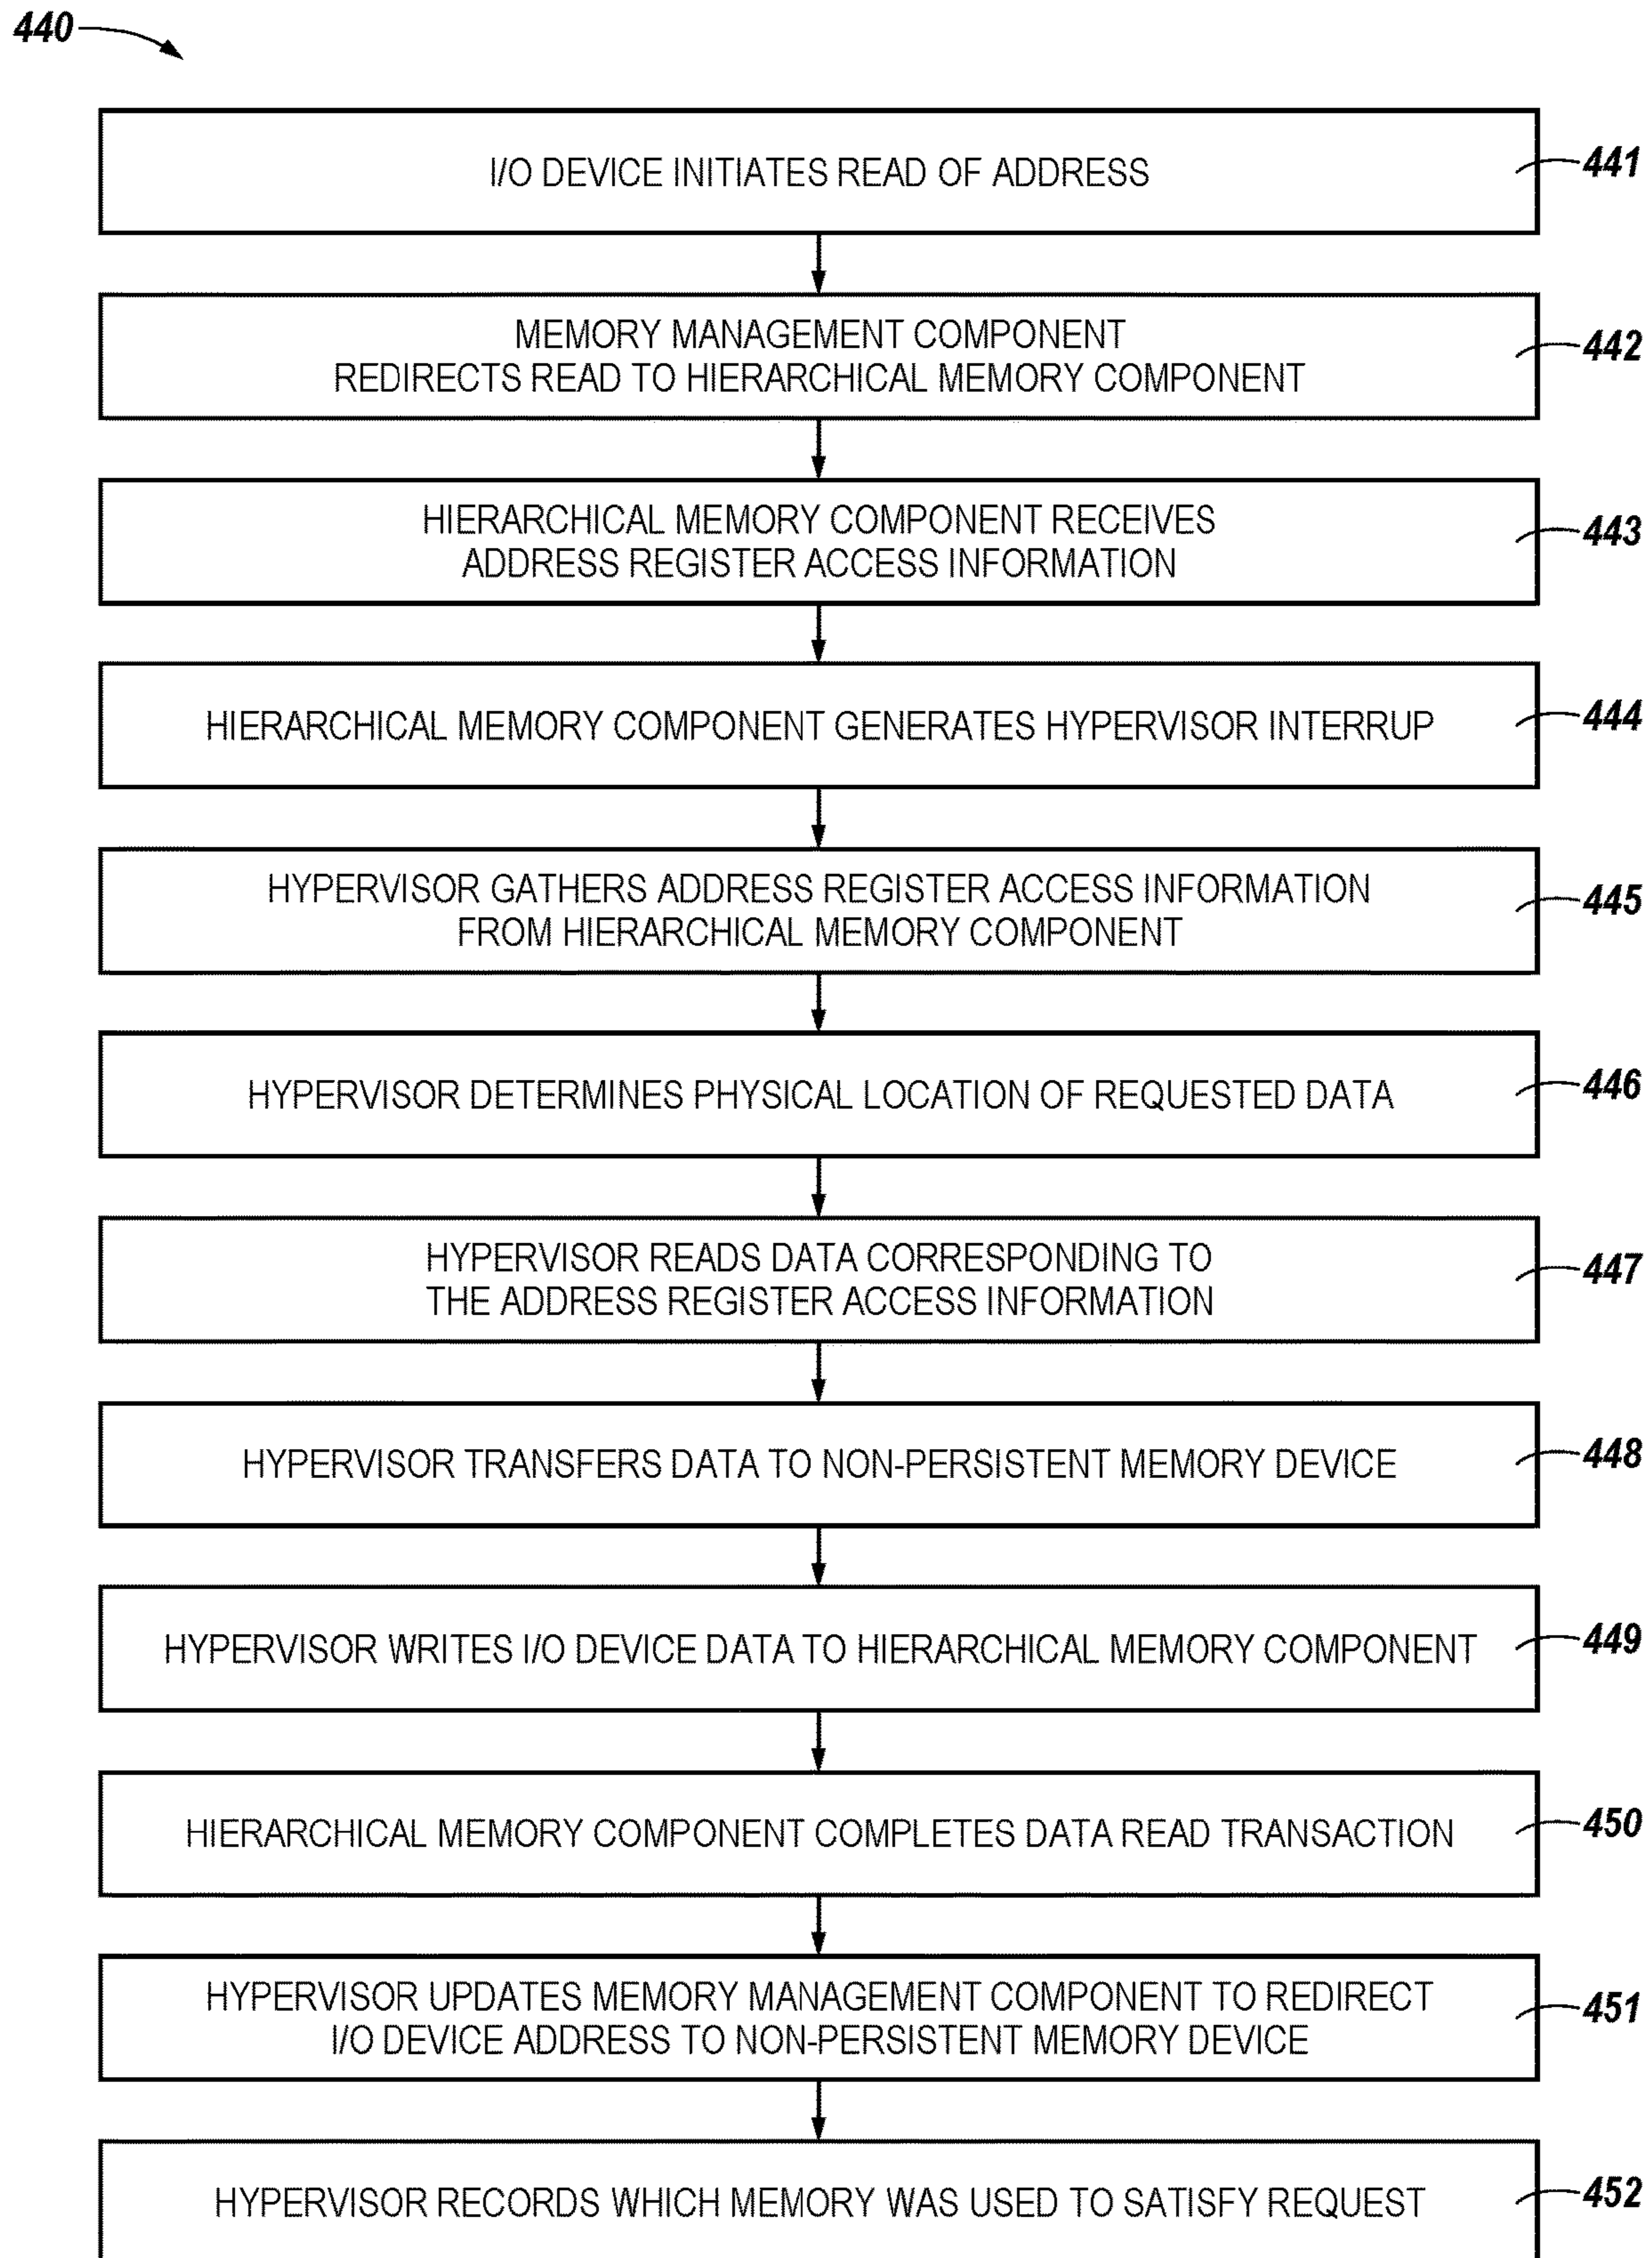 440
I/O DEVICE INITIATES READ OF ADDRESS
441
MEMORY MANAGEMENT COMPONENT
REDIRECTS READ TO HIERARCHICAL MEMORY COMPONENT
442
HIERARCHICAL MEMORY COMPONENT RECEIVES
ADDRESS REGISTER ACCESS INFORMATION
443
HIERARCHICAL MEMORY COMPONENT GENERATES HYPERVISOR INTERRUP
444
HYPERVISOR GATHERS ADDRESS REGISTER ACCESS INFORMATION
FROM HIERARCHICAL MEMORY COMPONENT
445
HYPERVISOR DETERMINES PHYSICAL LOCATION OF REQUESTED DATA
446
HYPERVISOR READS DATA CORRESPONDING TO
THE ADDRESS REGISTER ACCESS INFORMATION
447
HYPERVISOR TRANSFERS DATA TO NON-PERSISTENT MEMORY DEVICE
448
HYPERVISOR WRITES I/O DEVICE DATA TO HIERARCHICAL MEMORY COMPONENT
449
HIERARCHICAL MEMORY COMPONENT COMPLETES DATA READ TRANSACTION
450
HYPERVISOR UPDATES MEMORY MANAGEMENT COMPONENT TO REDIRECT
I/O DEVICE ADDRESS TO NON-PERSISTENT MEMORY DEVICE
451
HYPERVISOR RECORDS WHICH MEMORY WAS USED TO SATISFY REQUEST
452